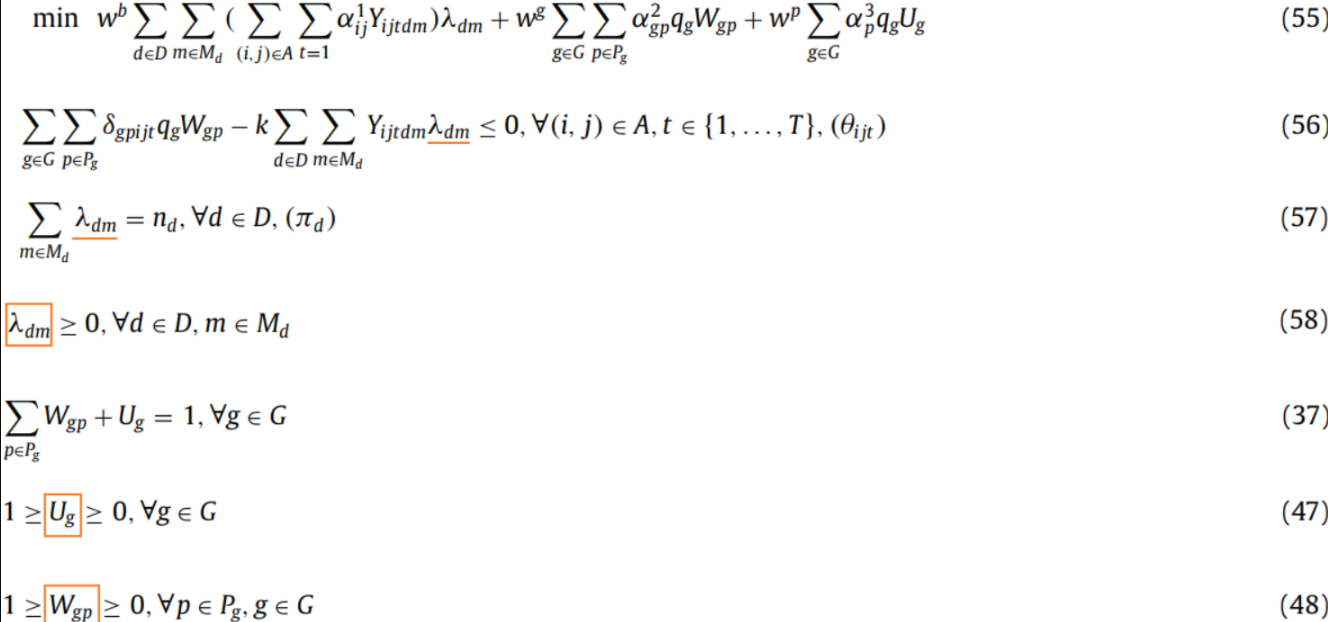 min w^b ∑_{d∈D} ∑_{m∈M_d} ( ∑_{(i,j)∈A} ∑_{t=1} α^1_{ij} Y_{ijtdm}) λ_{dm} + w^g ∑_{g∈G} ∑_{p∈P_g} α^2_{gp} q_g W_{gp} + w^p ∑_{g∈G} α^3_p q_g U_g (55)
∑_{g∈G} ∑_{p∈P_g} δ_{gpijt} q_g W_{gp} − k ∑_{d∈D} ∑_{m∈M_d} Y_{ijtdm} λ_{dm} ≤ 0, ∀(i, j) ∈ A, t ∈ {1, . . . , T}, (θ_{ijt}) (56)
∑_{m∈M_d} λ_{dm} = n_d, ∀d ∈ D, (π_d) (57)
λ_{dm} ≥ 0, ∀d ∈ D, m ∈ M_d (58)
∑_{p∈P_g} W_{gp} + U_g = 1, ∀g ∈ G (37)
1 ≥ U_g ≥ 0, ∀g ∈ G (47)
1 ≥ W_{gp} ≥ 0, ∀p ∈ P_g, g ∈ G (48)